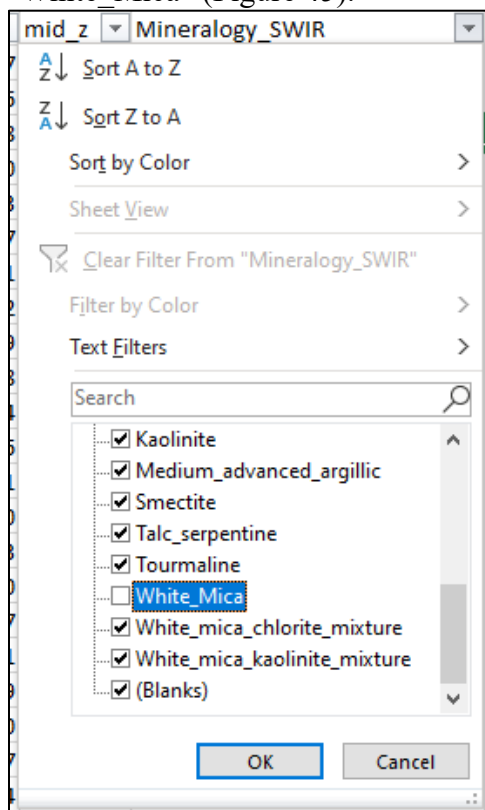 White_Mica" (Figure 43).
mid_z Mineralogy_SWIR
Sort A to Z
Sort Z to A
Sort by Color
Sheet View
Clear Filter From "Mineralogy_SWIR"
Filter by Color
Text Filters
Search
Kaolinite
Medium_advanced_argillic
Smectite
Talc_serpentine
Tourmaline
White_Mica
White_mica_chlorite_mixture
White_mica_kaolinite_mixture
(Blanks)
OK Cancel